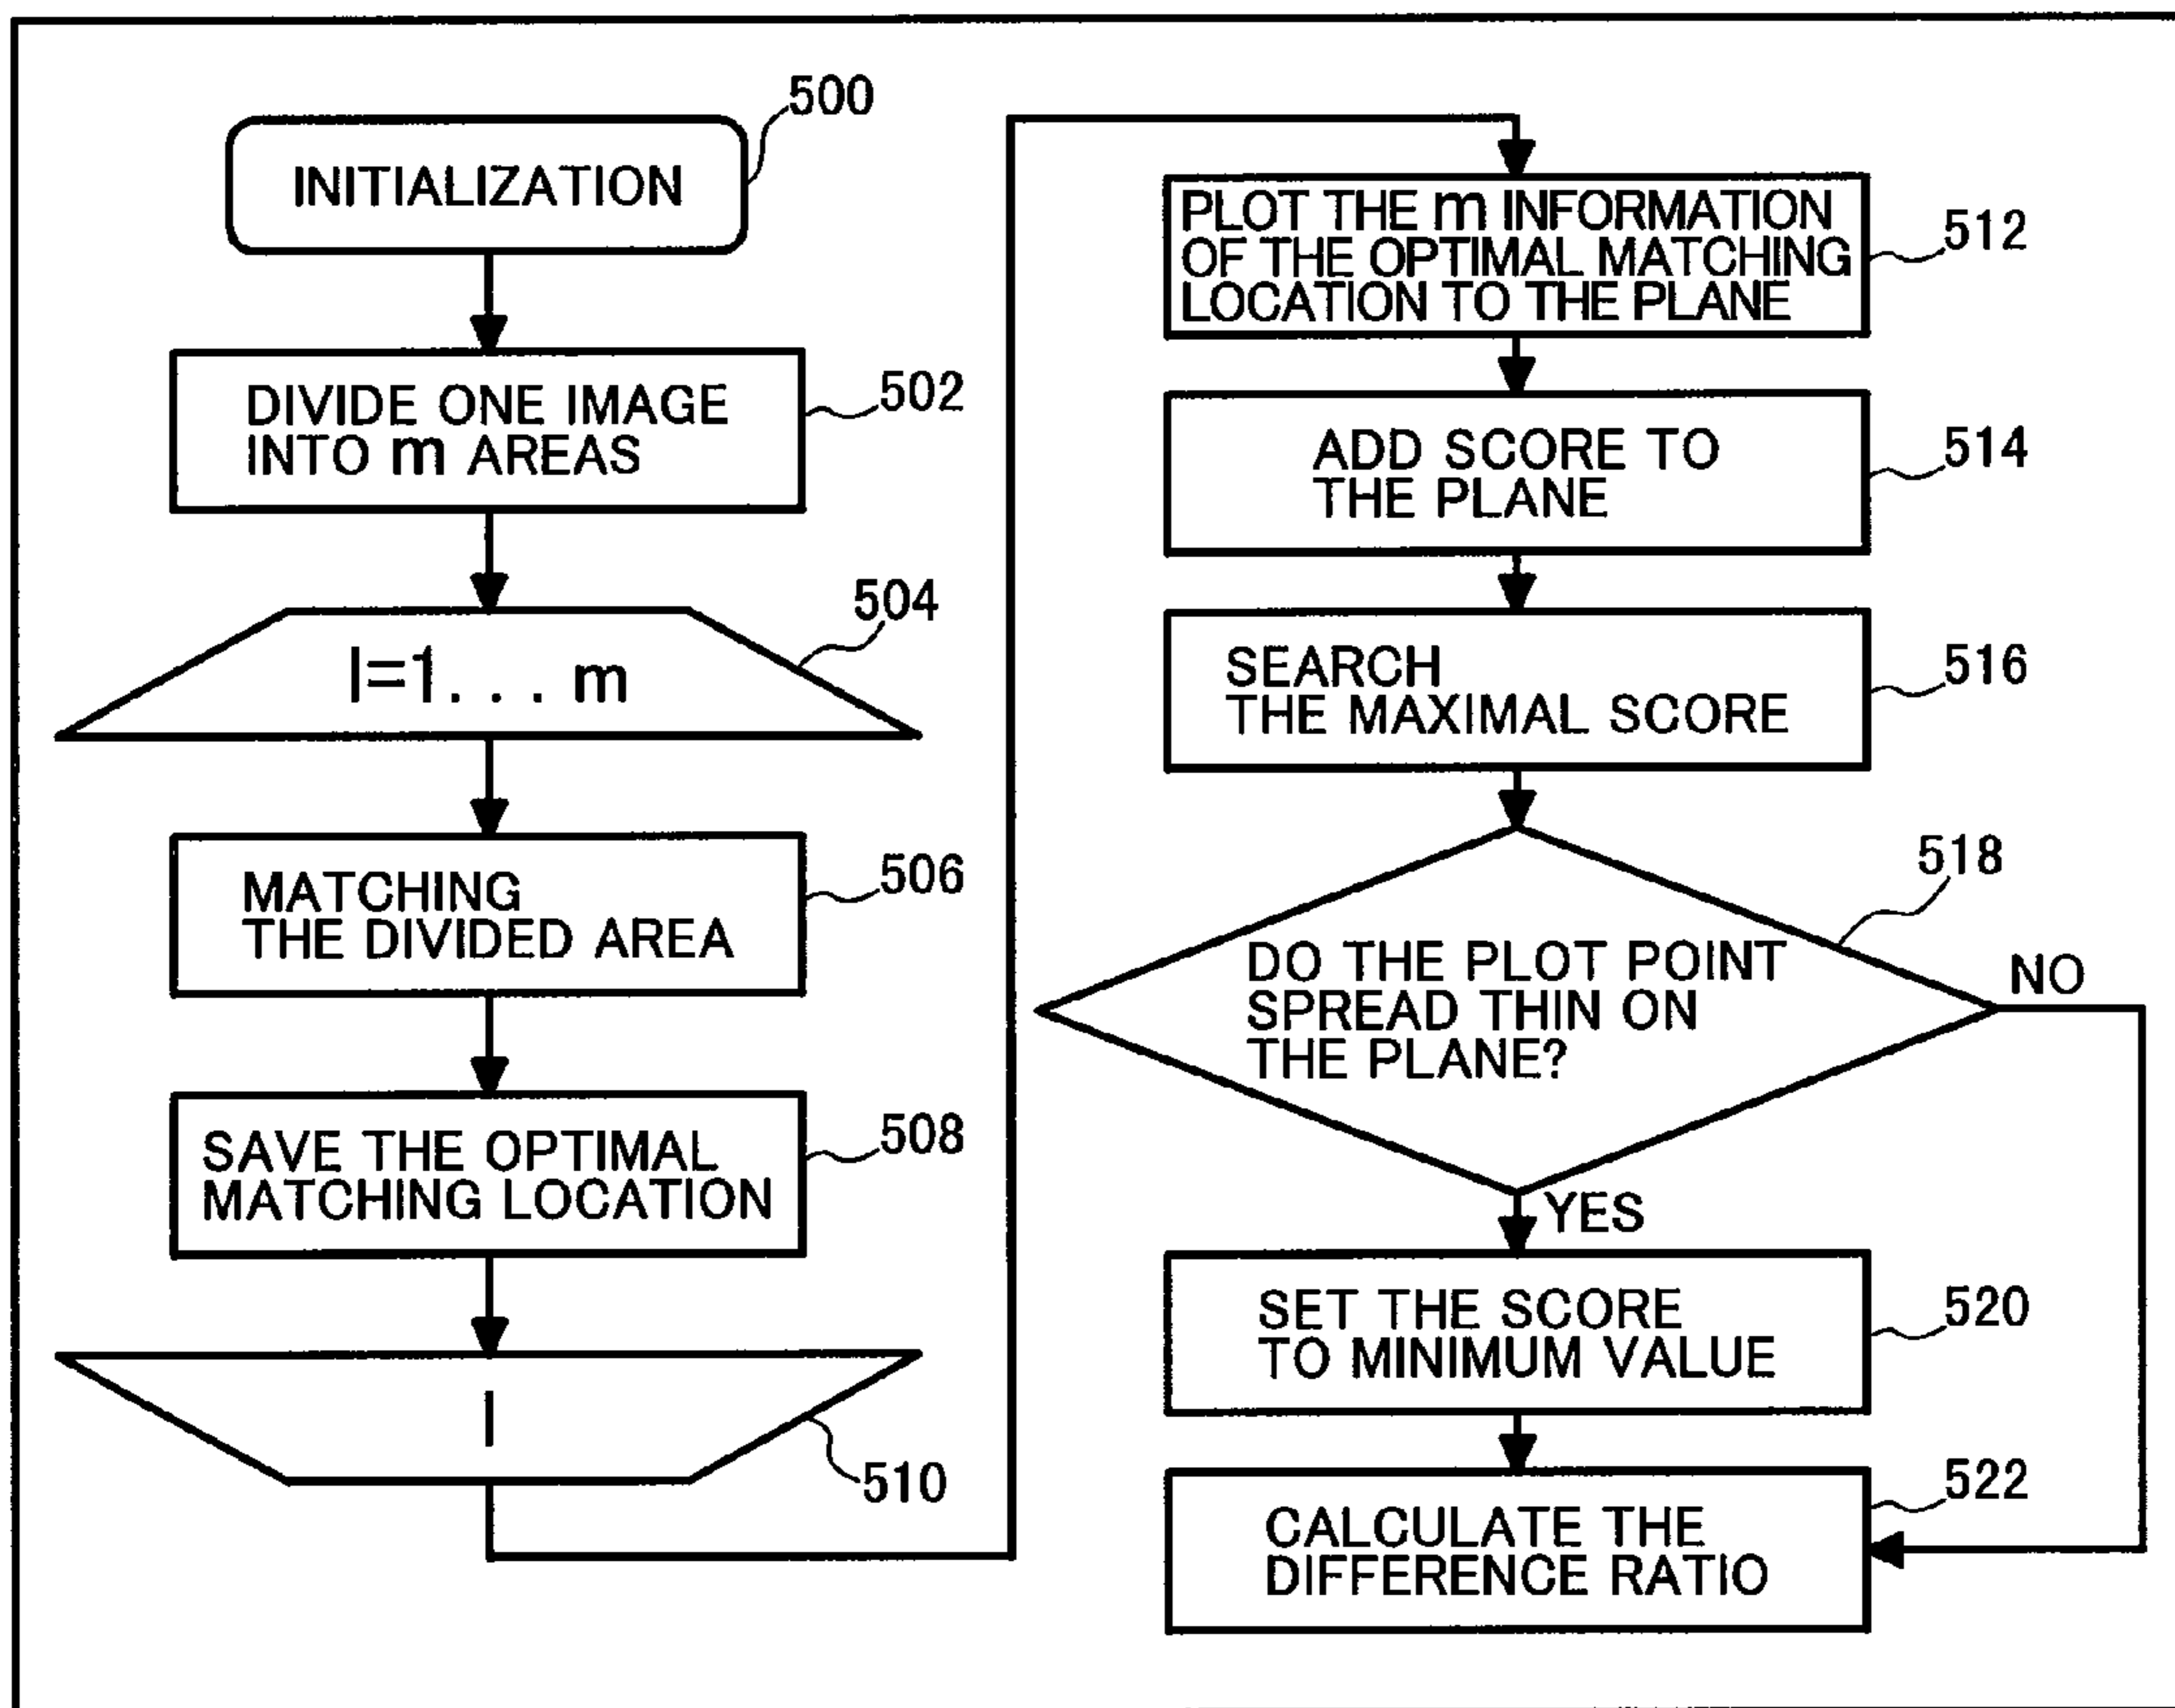 500
INITIALIZATION
502
DIVIDE ONE IMAGE
INTO m AREAS
504
I=1. . . m
506
MATCHING
THE DIVIDED AREA
508
SAVE THE OPTIMAL
MATCHING LOCATION
I
510
PLOT THE m INFORMATION
OF THE OPTIMAL MATCHING
LOCATION TO THE PLANE
512
ADD SCORE TO
THE PLANE
514
SEARCH
THE MAXIMAL SCORE
516
518
DO THE PLOT POINT
SPREAD THIN ON
THE PLANE?
NO
YES
SET THE SCORE
TO MINIMUM VALUE
520
CALCULATE THE
DIFFERENCE RATIO
522